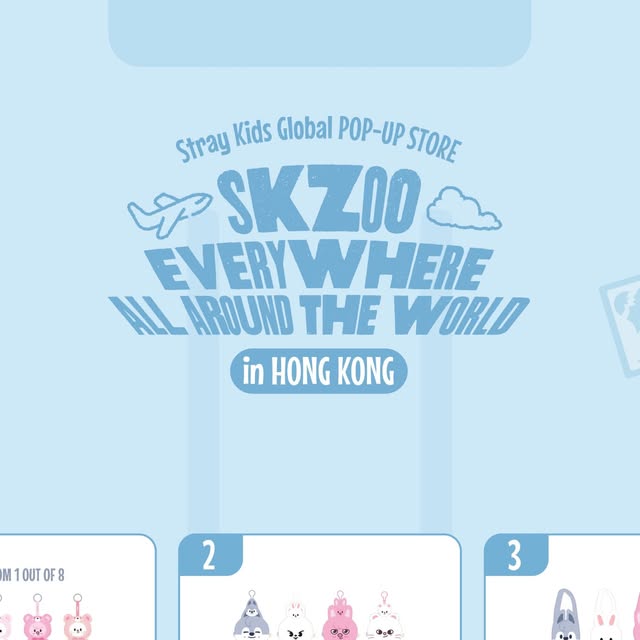 Stray Kids Global POP-UP STORE
SKZOO
EVERYWHERE
ALL AROUND THE WORLD
in HONG KONG
1 OUT OF 8
2
3